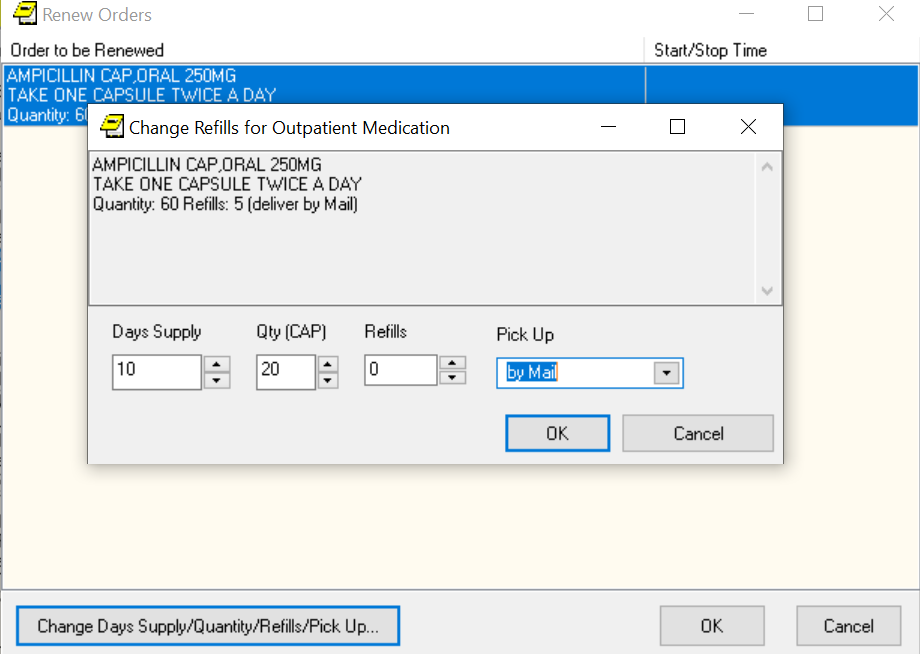 Renew Orders
Order to be Renewed
Start/Stop Time
AMPICILLIN CAP,ORAL 250MG
TAKE ONE CAPSULE TWICE A DAY
Quantity: 60
Change Refills for Outpatient Medication
AMPICILLIN CAP,ORAL 250MG
TAKE ONE CAPSULE TWICE A DAY
Quantity: 60 Refills: 5 (deliver by Mail)
Days Supply
Qty (CAP)
Refills
Pick Up
10
20
0
by Mail
OK
Cancel
Change Days Supply/Quantity/Refills/Pick Up...
OK
Cancel